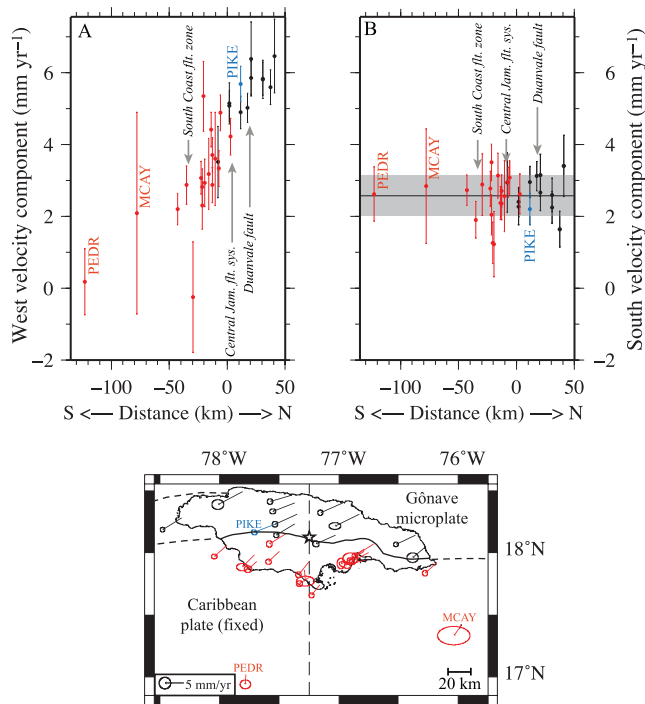 A
B
West velocity component (mm yr−1)
South velocity component (mm yr−1)
6
4
2
0
−2
6
4
2
0
−2
PEDR
MCAY
South Coast flt. zone
PIKE
Central Jam. flt. sys.
Duanvale fault
PEDR
MCAY
South Coast flt. zone
Central Jam. flt. sys.
Duanvale fault
PIKE
−100 −50 0 50
−100 −50 0 50
S <— Distance (km) —> N
S <— Distance (km) —> N
78˚W 77˚W 76˚W
Gônave
microplate
PIKE
18˚N
Caribbean
plate (fixed)
MCAY
PEDR
17˚N
5 mm/yr
20 km